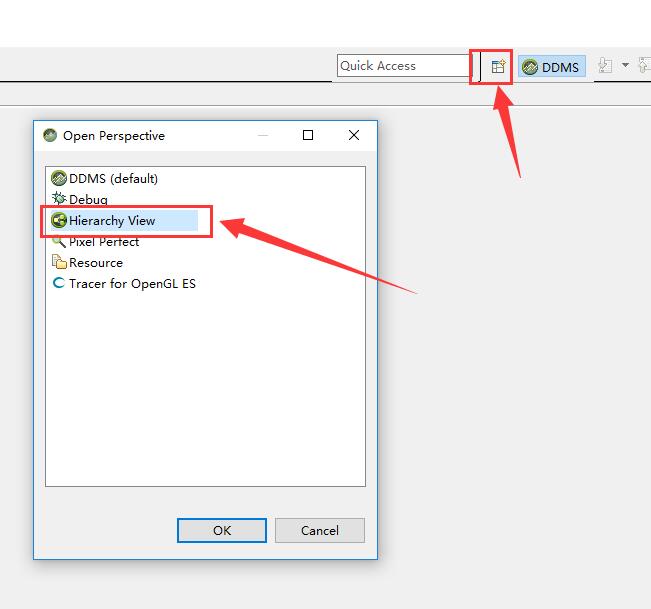 Quick Access
DDMS
Open Perspective
DDMS (default)
Debug
Hierarchy View
Pixel Perfect
Resource
Tracer for OpenGL ES
OK
Cancel